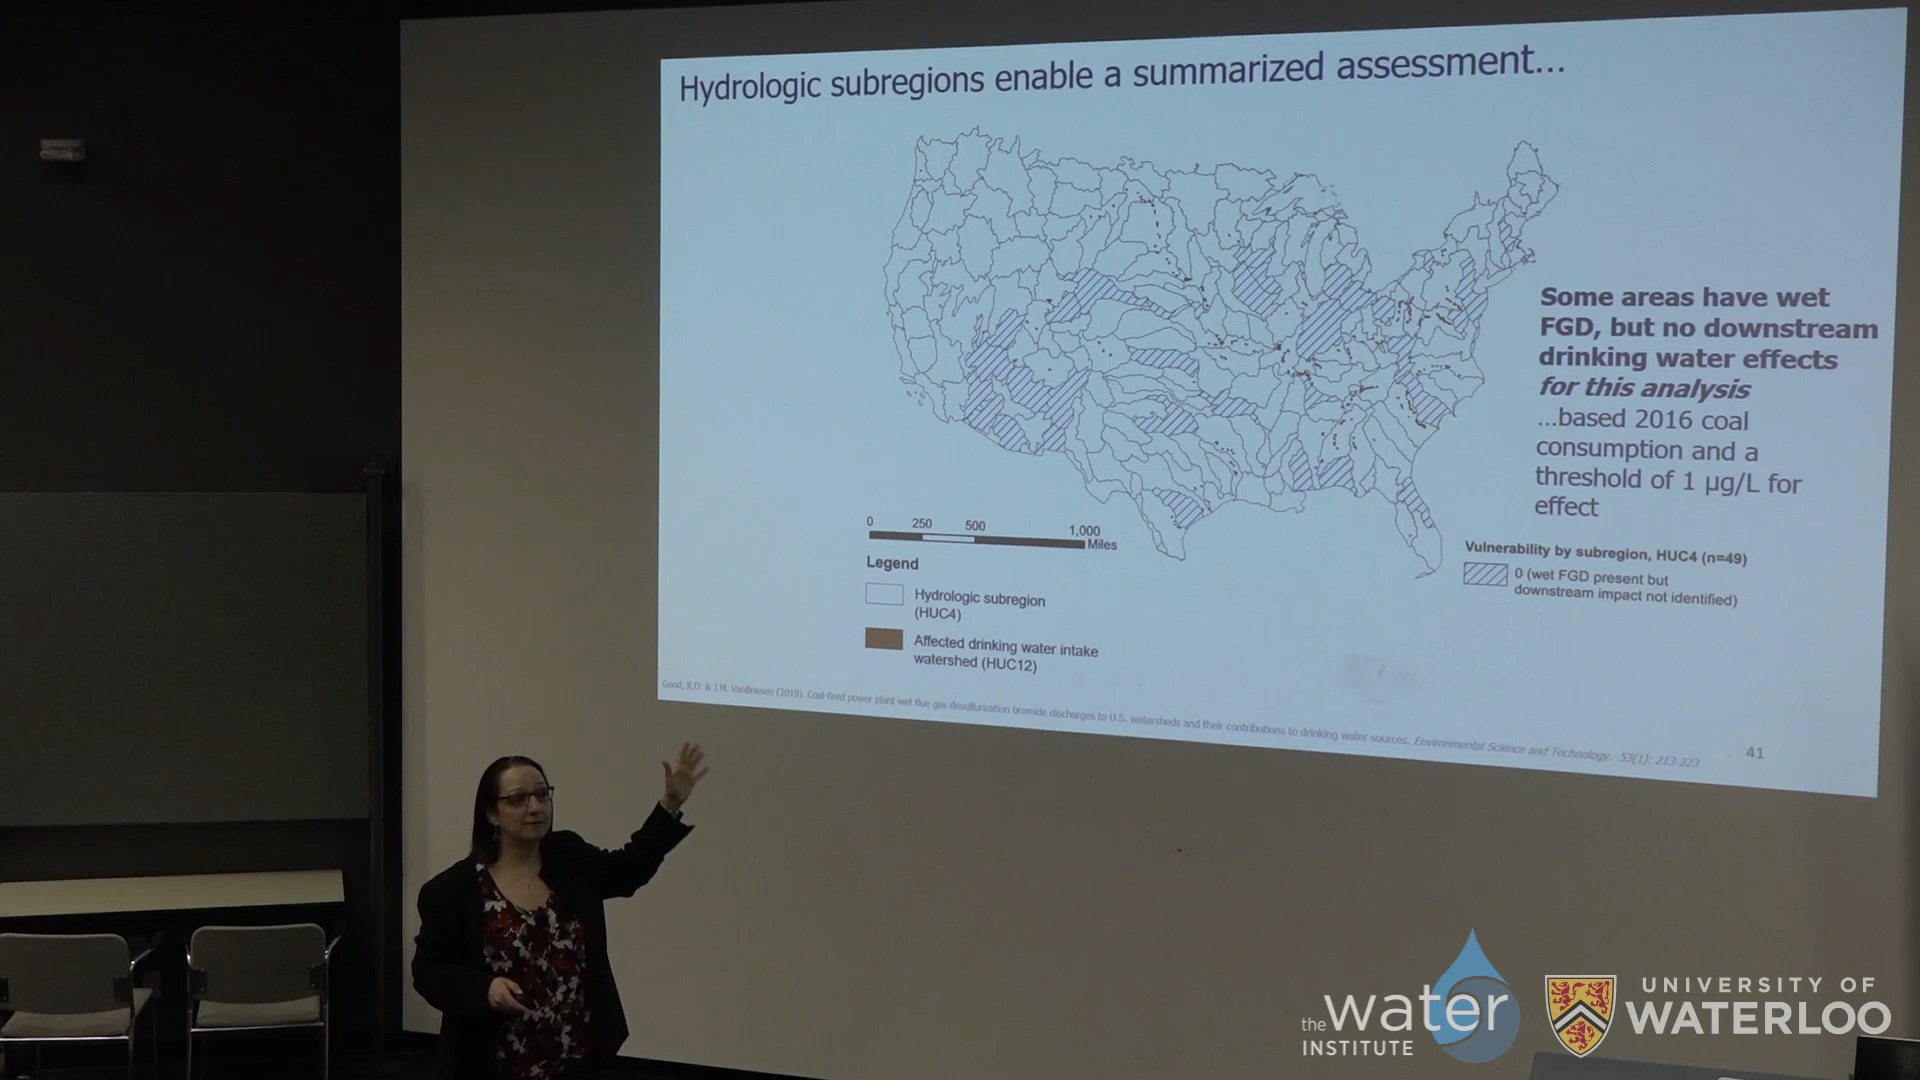 Hydrologic subregions enable a summarized assessment...
Some areas have wet
FGD, but no downstream
drinking water effects
for this analysis
...based 2016 coal
consumption and a
threshold of 1 µg/L for
effect
0 250 500 1,000
Miles
Legend
Hydrologic subregion
(HUC4)
Affected drinking water intake
watershed (HUC12)
Vulnerability by subregion, HUC4 (n=49)
0 (wet FGD present but
downstream impact not identified)
Good, K.D. & J.M. VanBriesen (2019). Coal-fired power plant wet flue gas desulfurization bromide discharges to U.S. watersheds and their contributions to drinking water sources. Environmental Science and Technology. 53(1): 213-223
41
the water
INSTITUTE
UNIVERSITY OF
WATERLOO